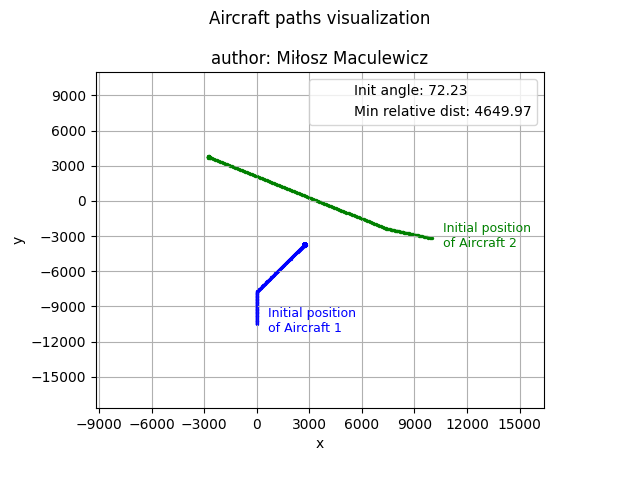 Aircraft paths visualization
author: Miłosz Maculewicz
Init angle: 72.23
Min relative dist: 4649.97
9000
6000
3000
0
−3000
−6000
−9000
−12000
−15000
y
Initial position
of Aircraft 2
Initial position
of Aircraft 1
−9000 −6000 −3000 0 3000 6000 9000 12000 15000
x